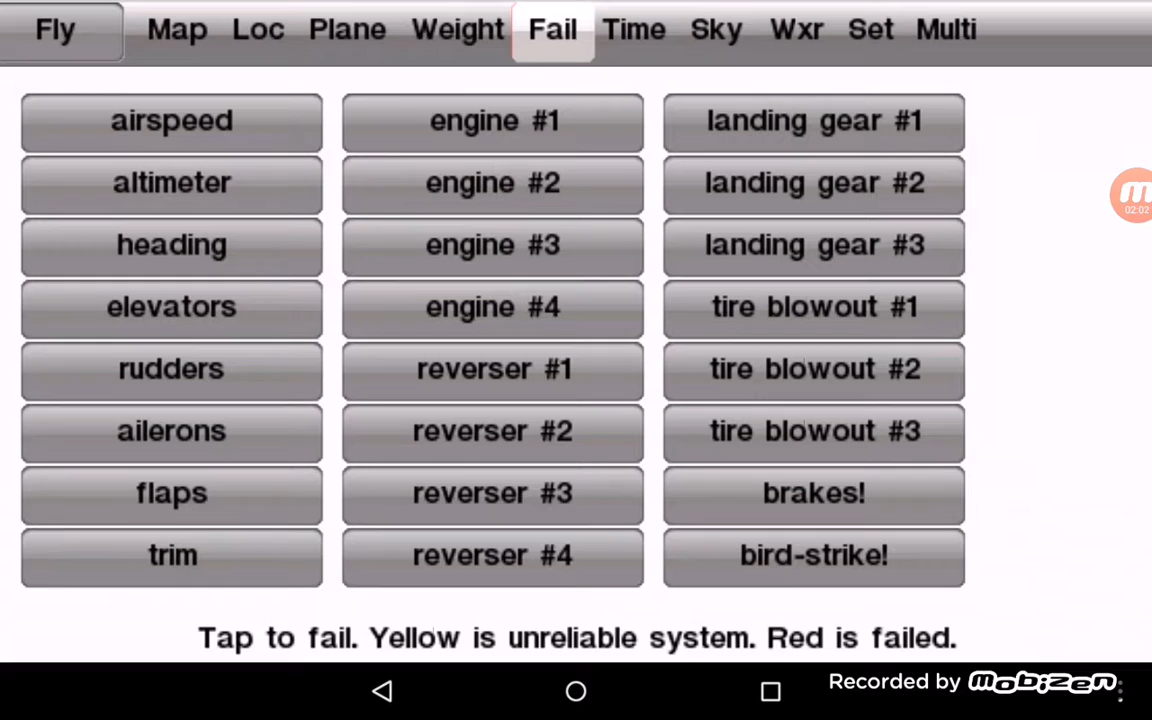 Fly Map Loc Plane Weight Fail Time Sky Wxr Set Multi
airspeed engine #1 landing gear #1
altimeter engine #2 landing gear #2
heading engine #3 landing gear #3
elevators engine #4 tire blowout #1
rudders reverser #1 tire blowout #2
ailerons reverser #2 tire blowout #3
flaps reverser #3 brakes!
trim reverser #4 bird-strike!
02:02
Tap to fail. Yellow is unreliable system. Red is failed.
Recorded by mobizen